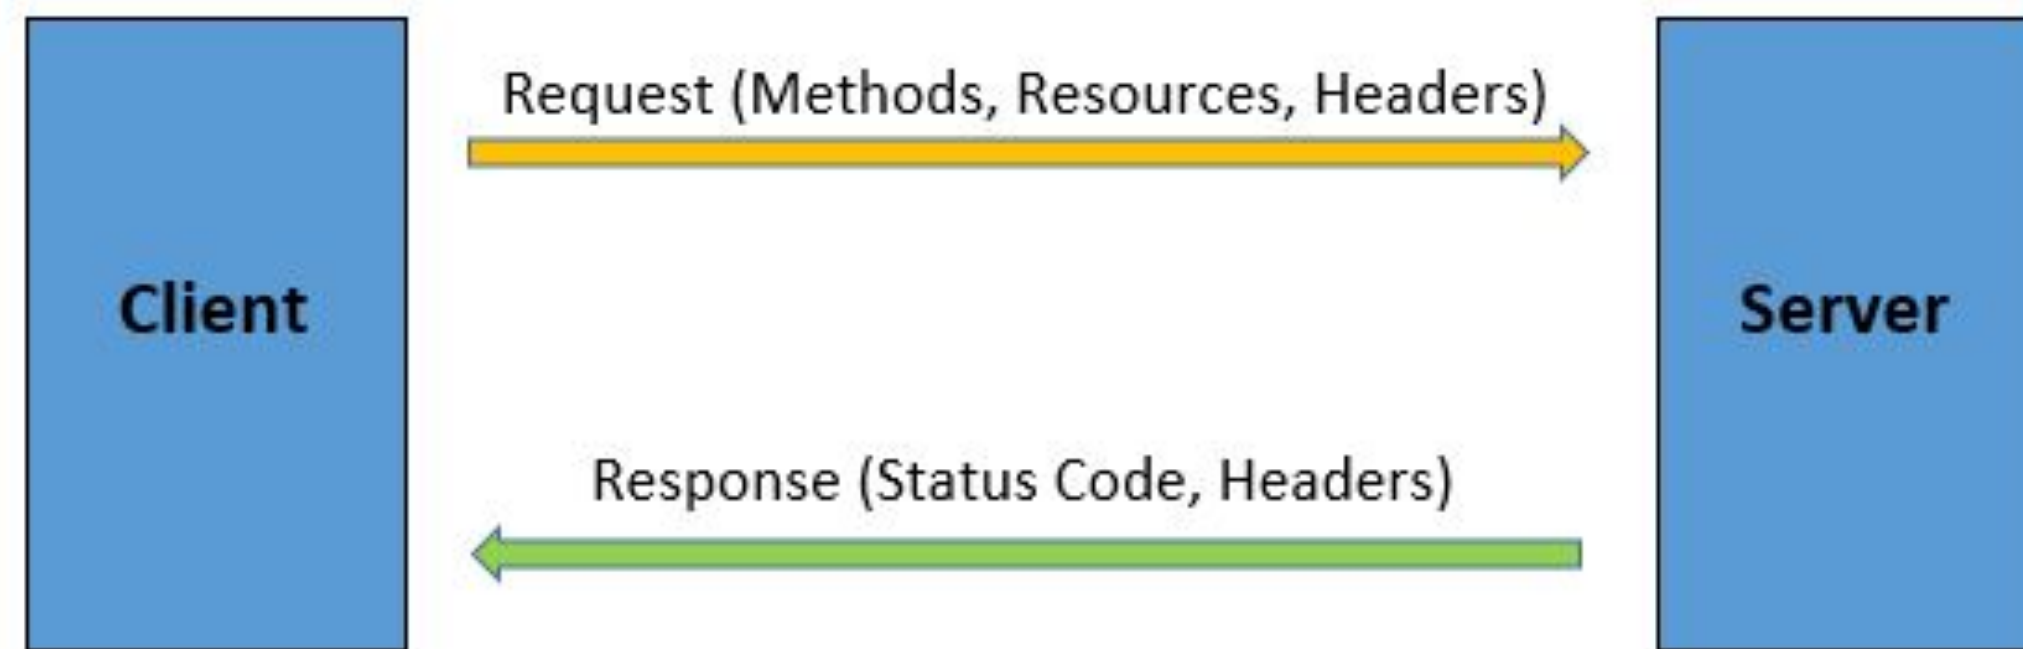 Request (Methods, Resources, Headers)
Client
Server
Response (Status Code, Headers)